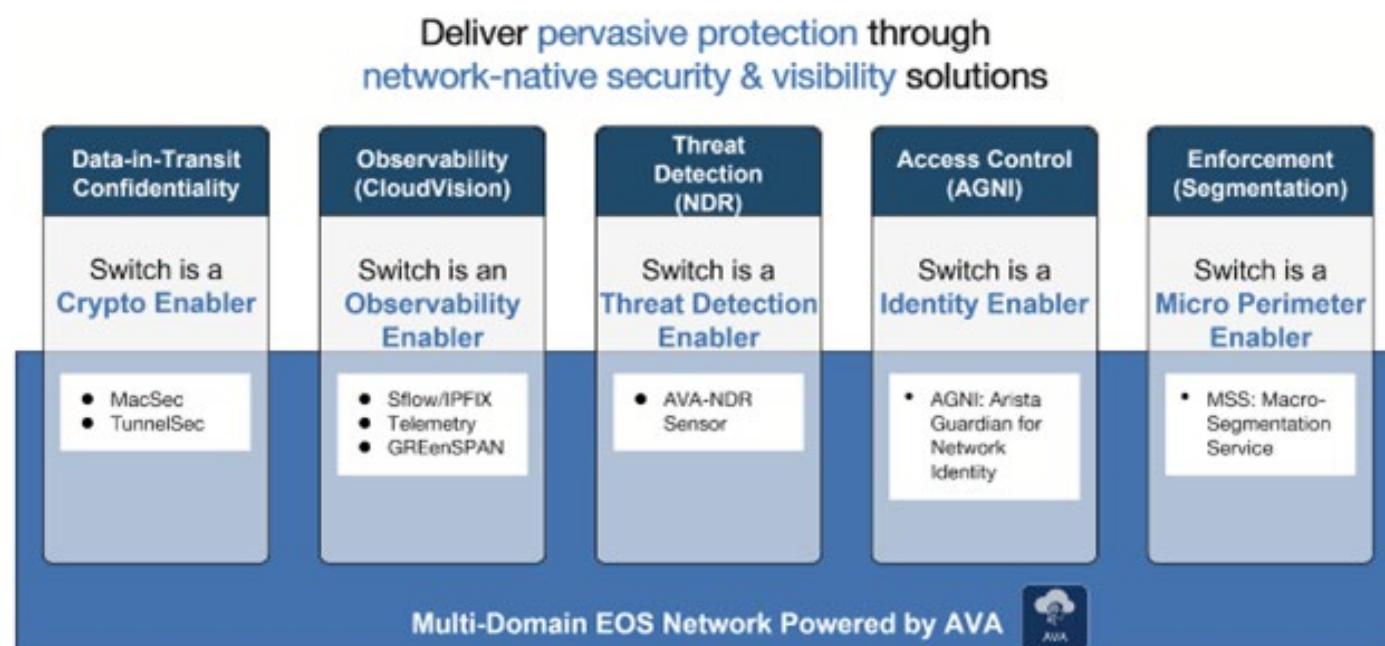 Deliver pervasive protection through
network-native security & visibility solutions
Data-in-Transit
Confidentiality
Switch is a
Crypto Enabler
● MacSec
● TunnelSec
Observability
(CloudVision)
Switch is an
Observability
Enabler
● Sflow/IPFIX
● Telemetry
● GREenSPAN
Threat
Detection
(NDR)
Switch is a
Threat Detection
Enabler
● AVA-NDR
Sensor
Access Control
(AGNI)
Switch is a
Identity Enabler
• AGNI: Arista
Guardian for
Network
Identity
Enforcement
(Segmentation)
Switch is a
Micro Perimeter
Enabler
• MSS: Macro-
Segmentation
Service
Multi-Domain EOS Network Powered by AVA
AVA